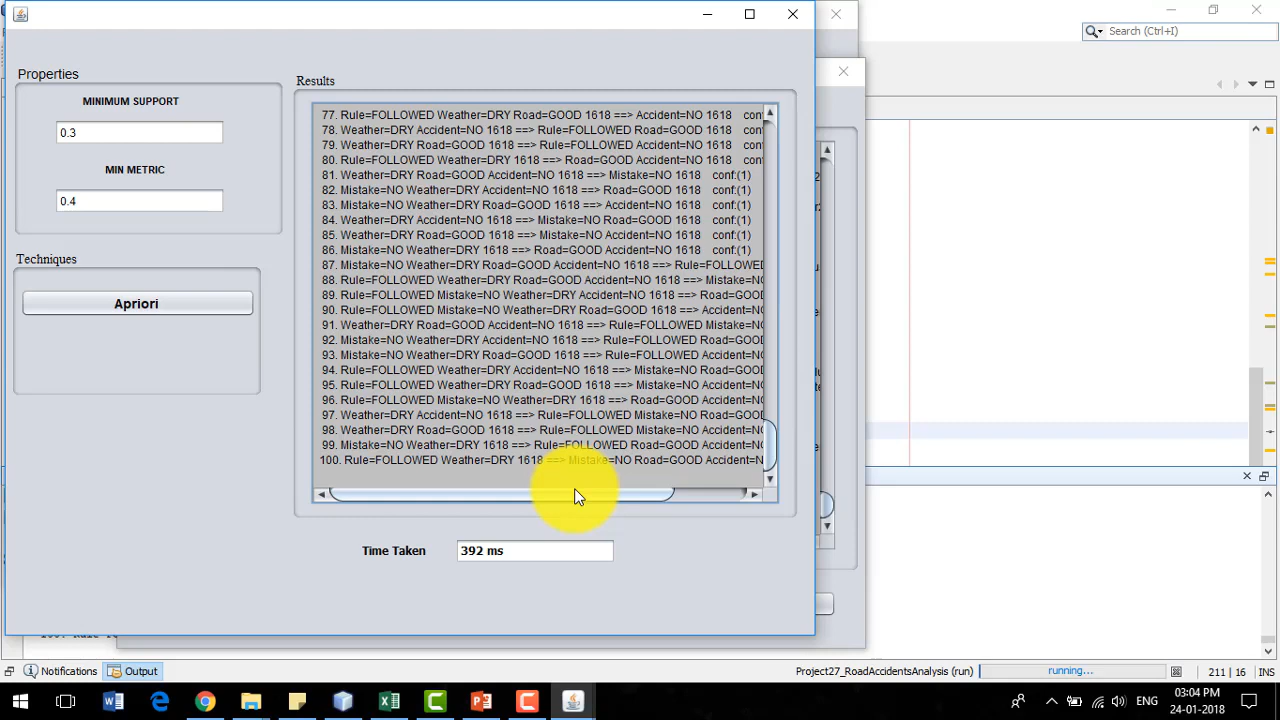 Search (Ctrl+I)
Properties
MINIMUM SUPPORT
0.3
MIN METRIC
0.4
Techniques
Apriori
Results
77. Rule=FOLLOWED Weather=DRY Road=GOOD 1618 ==> Accident=NO 1618 con
78. Weather=DRY Accident=NO 1618 ==> Rule=FOLLOWED Road=GOOD 1618 con
79. Weather=DRY Road=GOOD 1618 ==> Rule=FOLLOWED Accident=NO 1618 con
80. Rule=FOLLOWED Weather=DRY 1618 ==> Road=GOOD Accident=NO 1618 con
81. Weather=DRY Road=GOOD Accident=NO 1618 ==> Mistake=NO 1618 conf:(1)
82. Mistake=NO Weather=DRY Accident=NO 1618 ==> Road=GOOD 1618 conf:(1)
83. Mistake=NO Weather=DRY Road=GOOD 1618 ==> Accident=NO 1618 conf:(1)
84. Weather=DRY Accident=NO 1618 ==> Mistake=NO Road=GOOD 1618 conf:(1)
85. Weather=DRY Road=GOOD 1618 ==> Mistake=NO Accident=NO 1618 conf:(1)
86. Mistake=NO Weather=DRY 1618 ==> Road=GOOD Accident=NO 1618 conf:(1)
87. Mistake=NO Weather=DRY Road=GOOD Accident=NO 1618 ==> Rule=FOLLOWED
88. Rule=FOLLOWED Weather=DRY Road=GOOD Accident=NO 1618 ==> Mistake=NO
89. Rule=FOLLOWED Mistake=NO Weather=DRY Accident=NO 1618 ==> Road=GOOD
90. Rule=FOLLOWED Mistake=NO Weather=DRY Road=GOOD 1618 ==> Accident=NO
91. Weather=DRY Road=GOOD Accident=NO 1618 ==> Rule=FOLLOWED Mistake=NO
92. Mistake=NO Weather=DRY Accident=NO 1618 ==> Rule=FOLLOWED Road=GOOD
93. Mistake=NO Weather=DRY Road=GOOD 1618 ==> Rule=FOLLOWED Accident=NO
94. Rule=FOLLOWED Weather=DRY Accident=NO 1618 ==> Mistake=NO Road=GOOD
95. Rule=FOLLOWED Weather=DRY Road=GOOD 1618 ==> Mistake=NO Accident=NO
96. Rule=FOLLOWED Mistake=NO Weather=DRY 1618 ==> Road=GOOD Accident=NO
97. Weather=DRY Accident=NO 1618 ==> Rule=FOLLOWED Mistake=NO Road=GOOD
98. Weather=DRY Road=GOOD 1618 ==> Rule=FOLLOWED Mistake=NO Accident=NO
99. Mistake=NO Weather=DRY 1618 ==> Rule=FOLLOWED Road=GOOD Accident=NO
100. Rule=FOLLOWED Weather=DRY 1618 ==> Mistake=NO Road=GOOD Accident=N
Time Taken
392 ms
Notifications
Output
Project27_RoadAccidentsAnalysis (run)
running...
211 | 16
INS
ENG
03:04 PM
24-01-2018